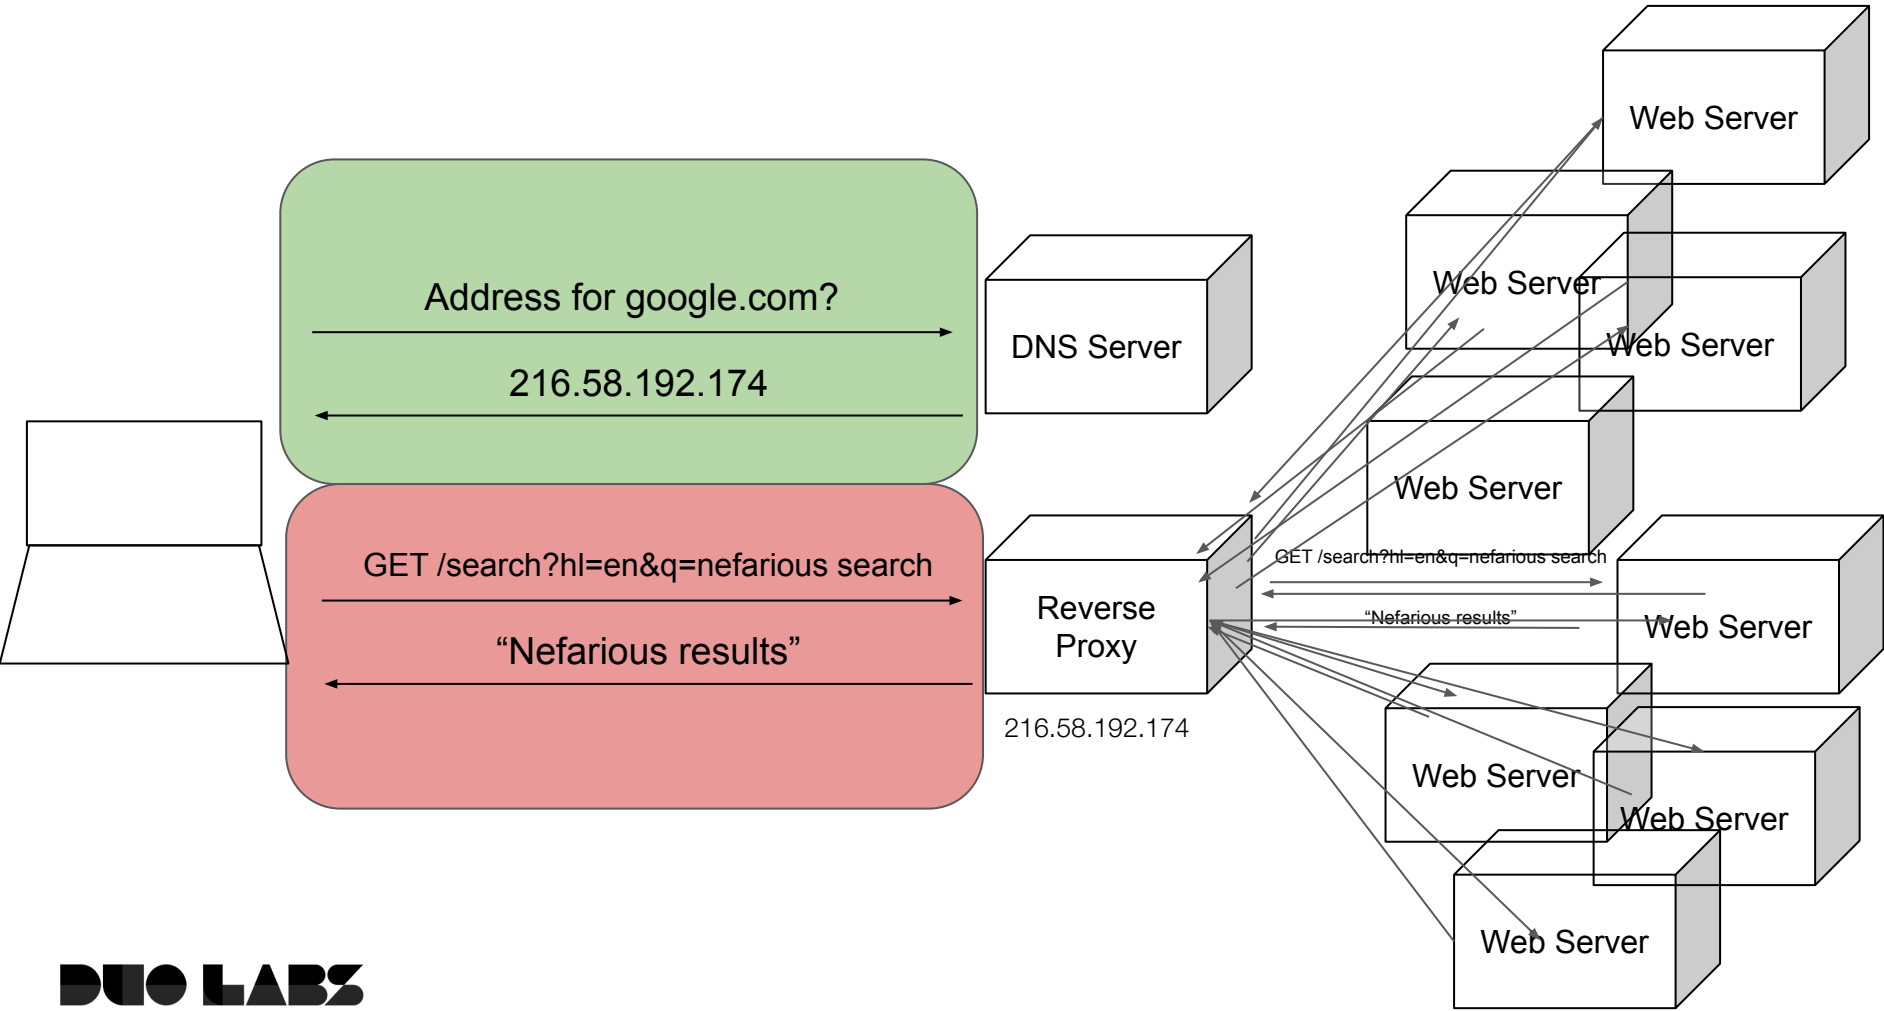 Web Server
Web Server
Address for google.com?
Web Server
DNS Server
216.58.192.174
Web Server
GET /search?hl=en&q=nefarious search
GET /search?hl=en&q=nefarious search
Reverse
Proxy
“Nefarious results”
Web Server
“Nefarious results”
216.58.192.174
Web Server
Web Server
Web Server
DUO LABS